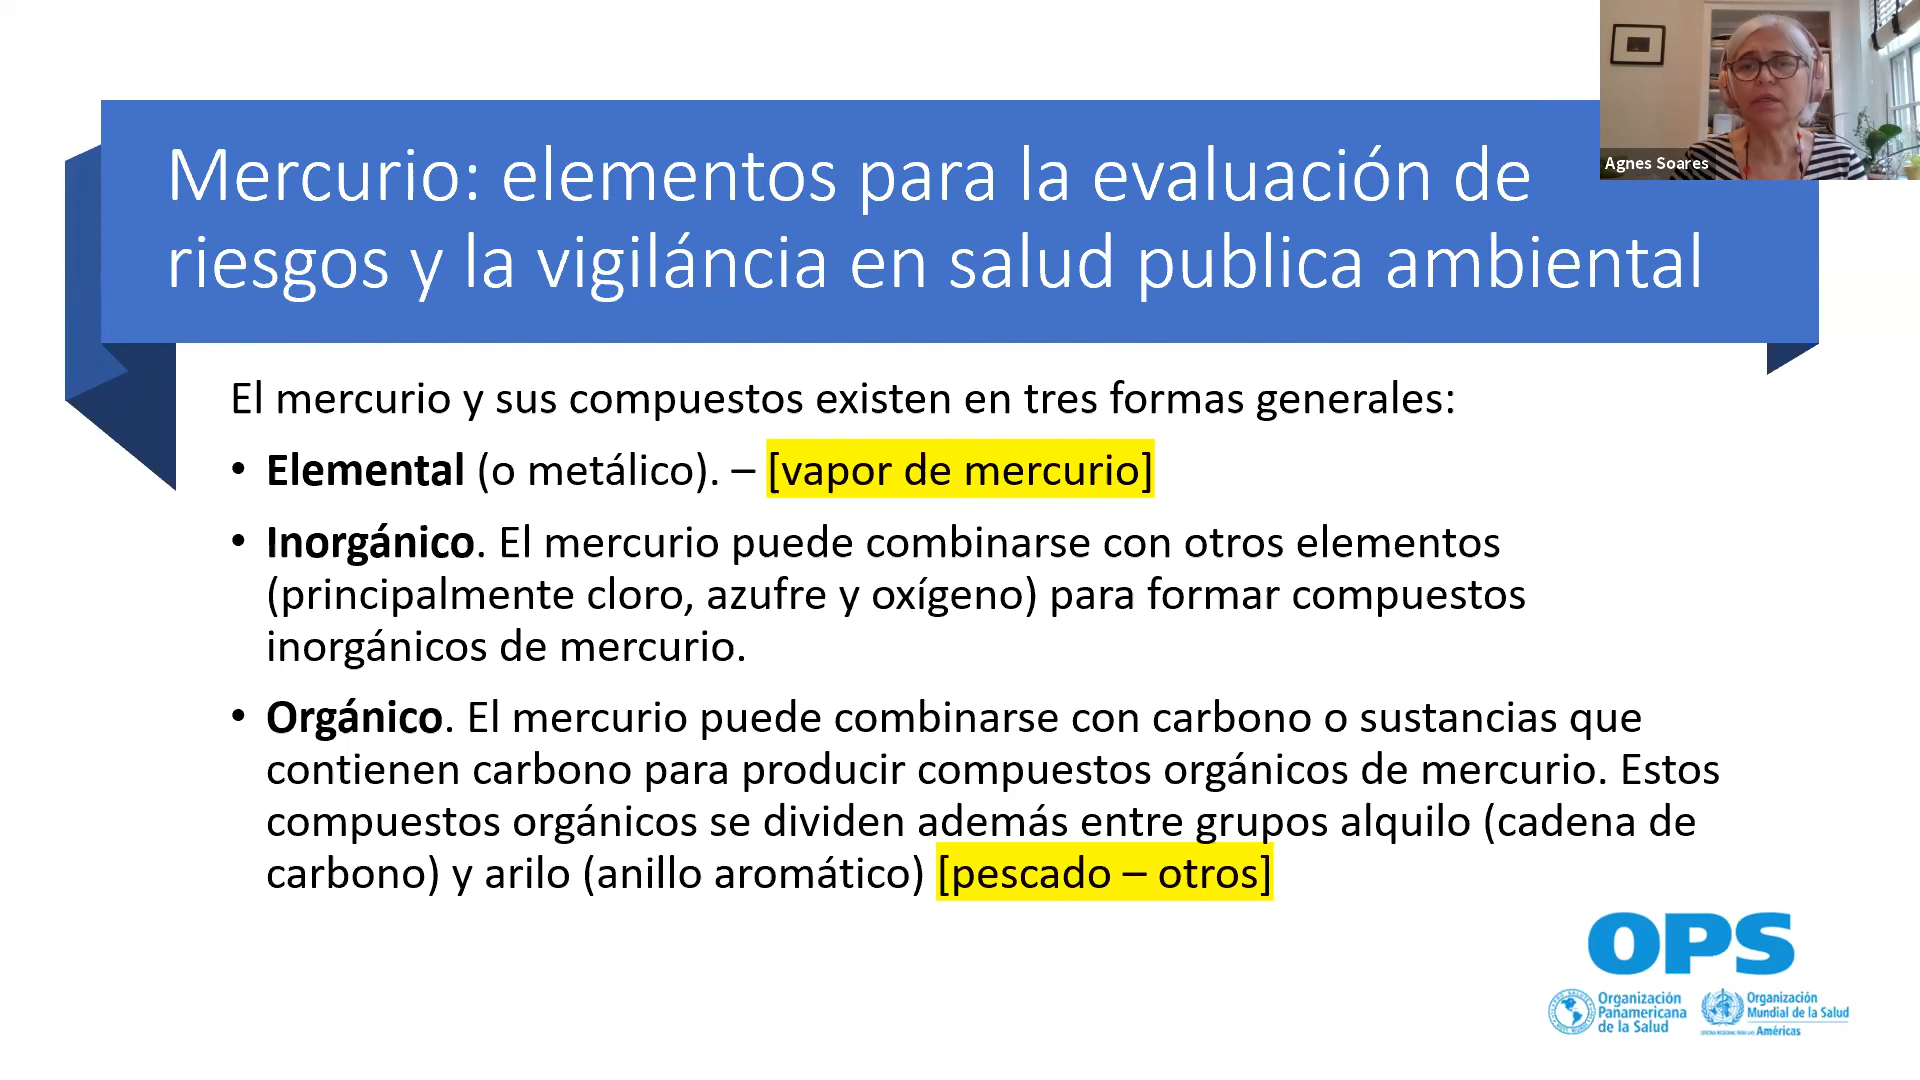 Agnes Soares
Mercurio: elementos para la evaluación de
riesgos y la vigiláncia en salud publica ambiental
El mercurio y sus compuestos existen en tres formas generales:
• Elemental (o metálico). – [vapor de mercurio]
• Inorgánico. El mercurio puede combinarse con otros elementos
(principalmente cloro, azufre y oxígeno) para formar compuestos
inorgánicos de mercurio.
• Orgánico. El mercurio puede combinarse con carbono o sustancias que
contienen carbono para producir compuestos orgánicos de mercurio. Estos
compuestos orgánicos se dividen además entre grupos alquilo (cadena de
carbono) y arilo (anillo aromático) [pescado – otros]
OPS
Organización
Panamericana
de la Salud
Organización
Mundial de la Salud
OFICINA REGIONAL PARA LAS Américas